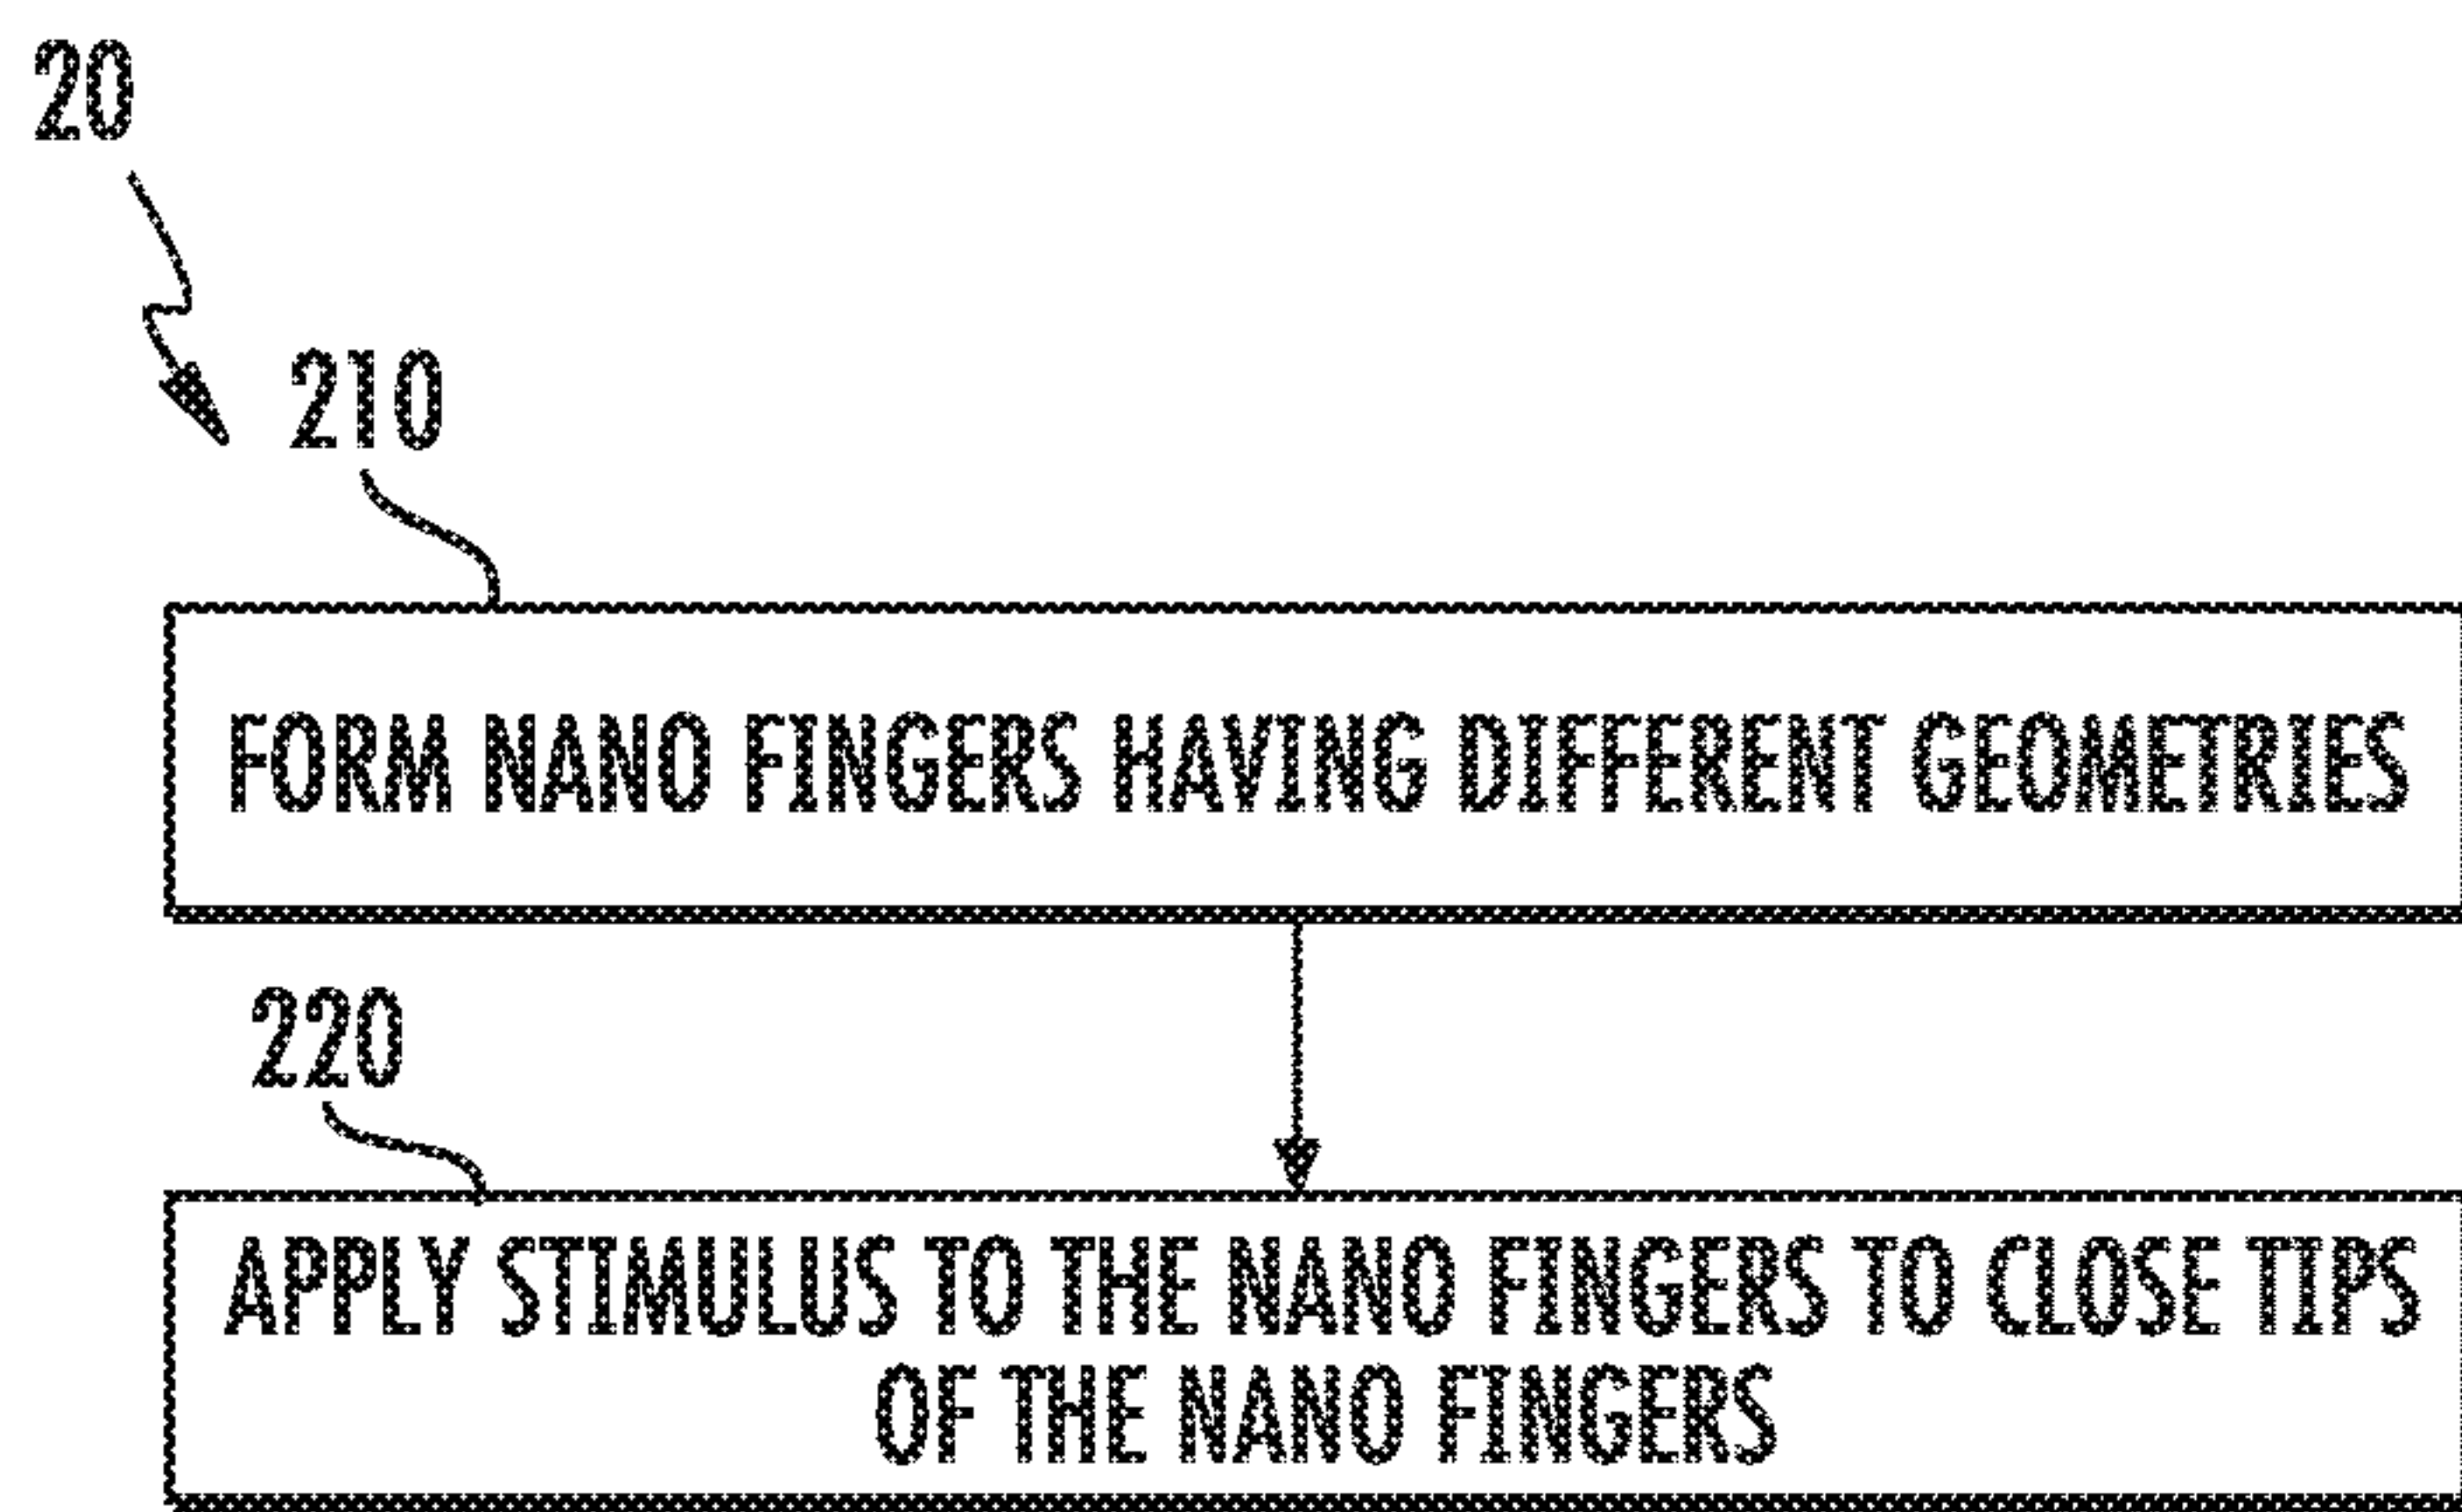 20
210
FORM NANO FINGERS HAVING DIFFERENT GEOMETRIES
220
APPLY STIMULUS TO THE NANO FINGERS TO CLOSE TIPS
OF THE NANO FINGERS